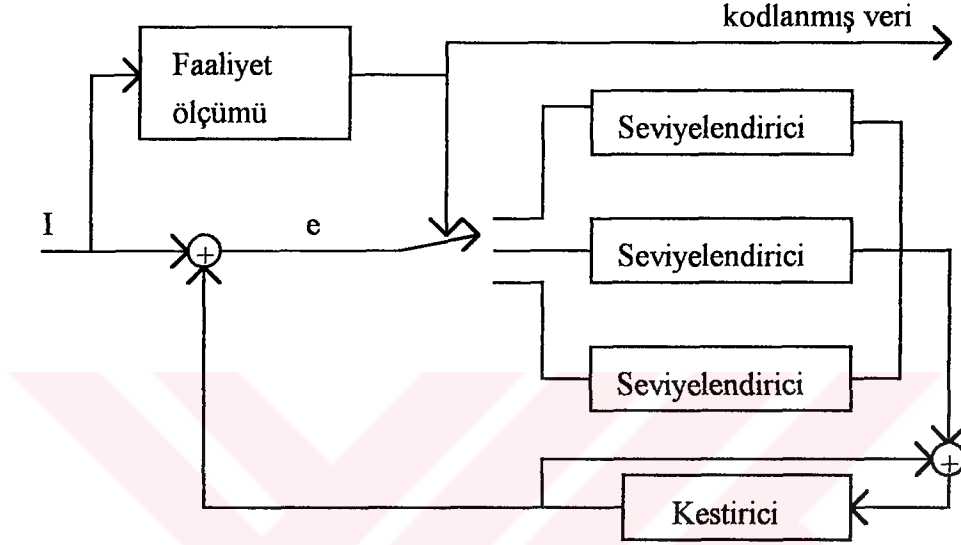 kodlanmış veri
Faaliyet
ölçümü
Seviyelendirici
I
e
+
Seviyelendirici
Seviyelendirici
+
Kestirici